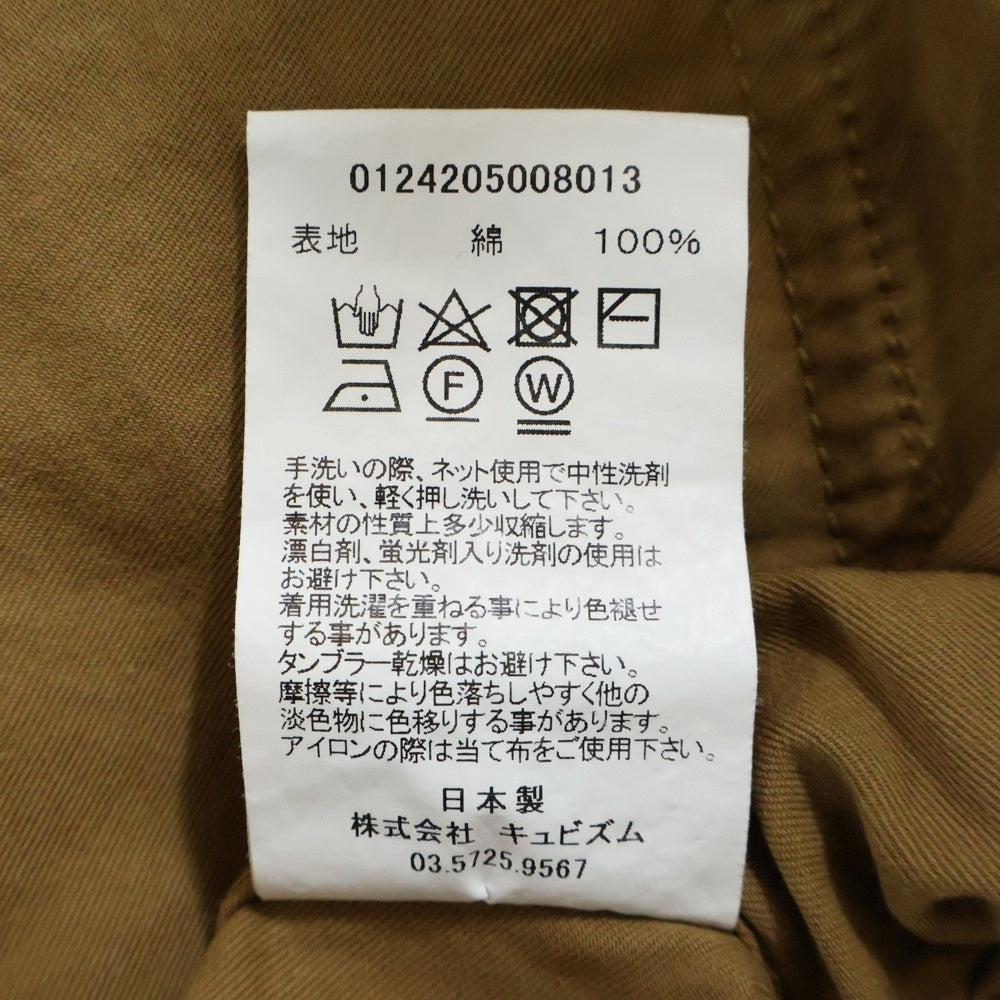 0124205008013
表地 綿 100%
F W
手洗いの際、ネット使用で中性洗剤
を使い、軽く押し洗いして下さい。
素材の性質上多少収縮します。
漂白剤、蛍光剤入り洗剤の使用は
お避け下さい。
着用洗濯を重ねる事により色褪せ
する事があります。
タンブラー乾燥はお避け下さい。
摩擦等により色落ちしやすく他の
淡色物に色移りする事があります。
アイロンの際は当て布をご使用下さい。
日本製
株式会社 キュビズム
03.5725.9567